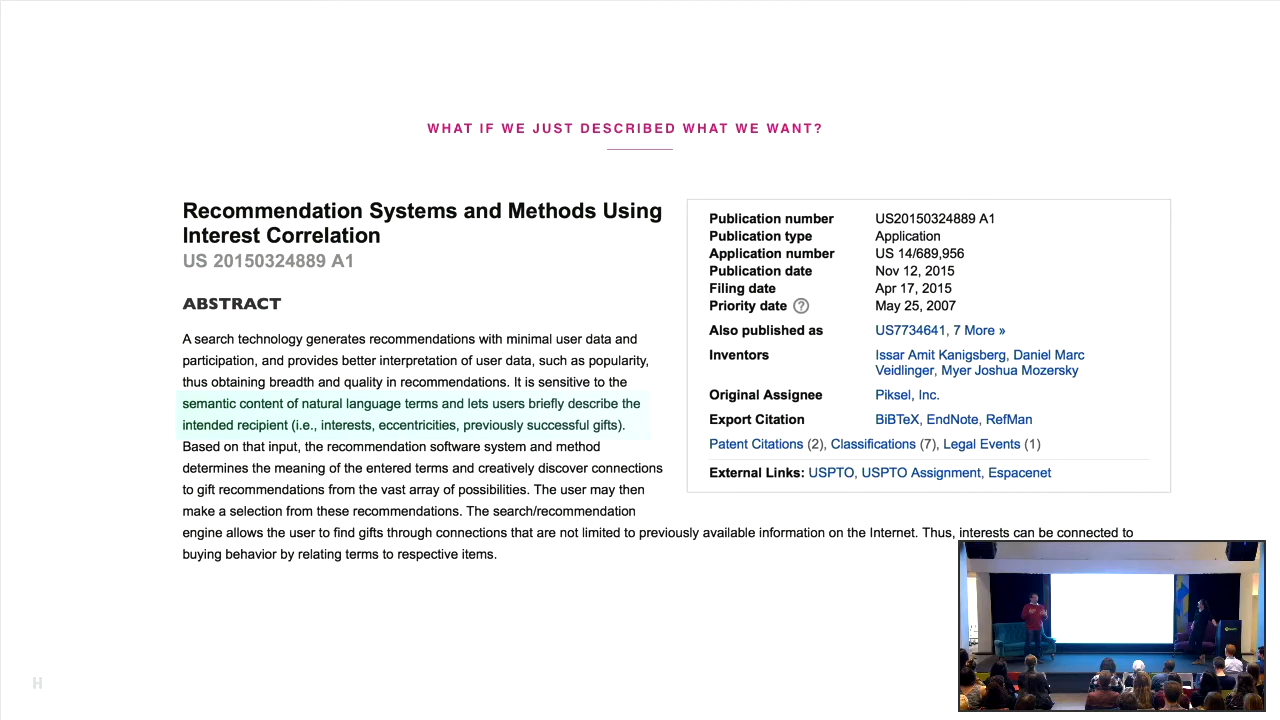 WHAT IF WE JUST DESCRIBED WHAT WE WANT?
Recommendation Systems and Methods Using
Interest Correlation
US 20150324889 A1
ABSTRACT
A search technology generates recommendations with minimal user data and
participation, and provides better interpretation of user data, such as popularity,
thus obtaining breadth and quality in recommendations. It is sensitive to the
semantic content of natural language terms and lets users briefly describe the
intended recipient (i.e., interests, eccentricities, previously successful gifts).
Based on that input, the recommendation software system and method
determines the meaning of the entered terms and creatively discover connections
to gift recommendations from the vast array of possibilities. The user may then
make a selection from these recommendations. The search/recommendation
engine allows the user to find gifts through connections that are not limited to previously available information on the Internet. Thus, interests can be connected to
buying behavior by relating terms to respective items.
Publication number US20150324889 A1
Publication type Application
Application number US 14/689,956
Publication date Nov 12, 2015
Filing date Apr 17, 2015
Priority date ? May 25, 2007
Also published as US7734641, 7 More »
Inventors Issar Amit Kanigsberg, Daniel Marc
Veidlinger, Myer Joshua Mozersky
Original Assignee Piksel, Inc.
Export Citation BiBTeX, EndNote, RefMan
Patent Citations (2), Classifications (7), Legal Events (1)
External Links: USPTO, USPTO Assignment, Espacenet
H